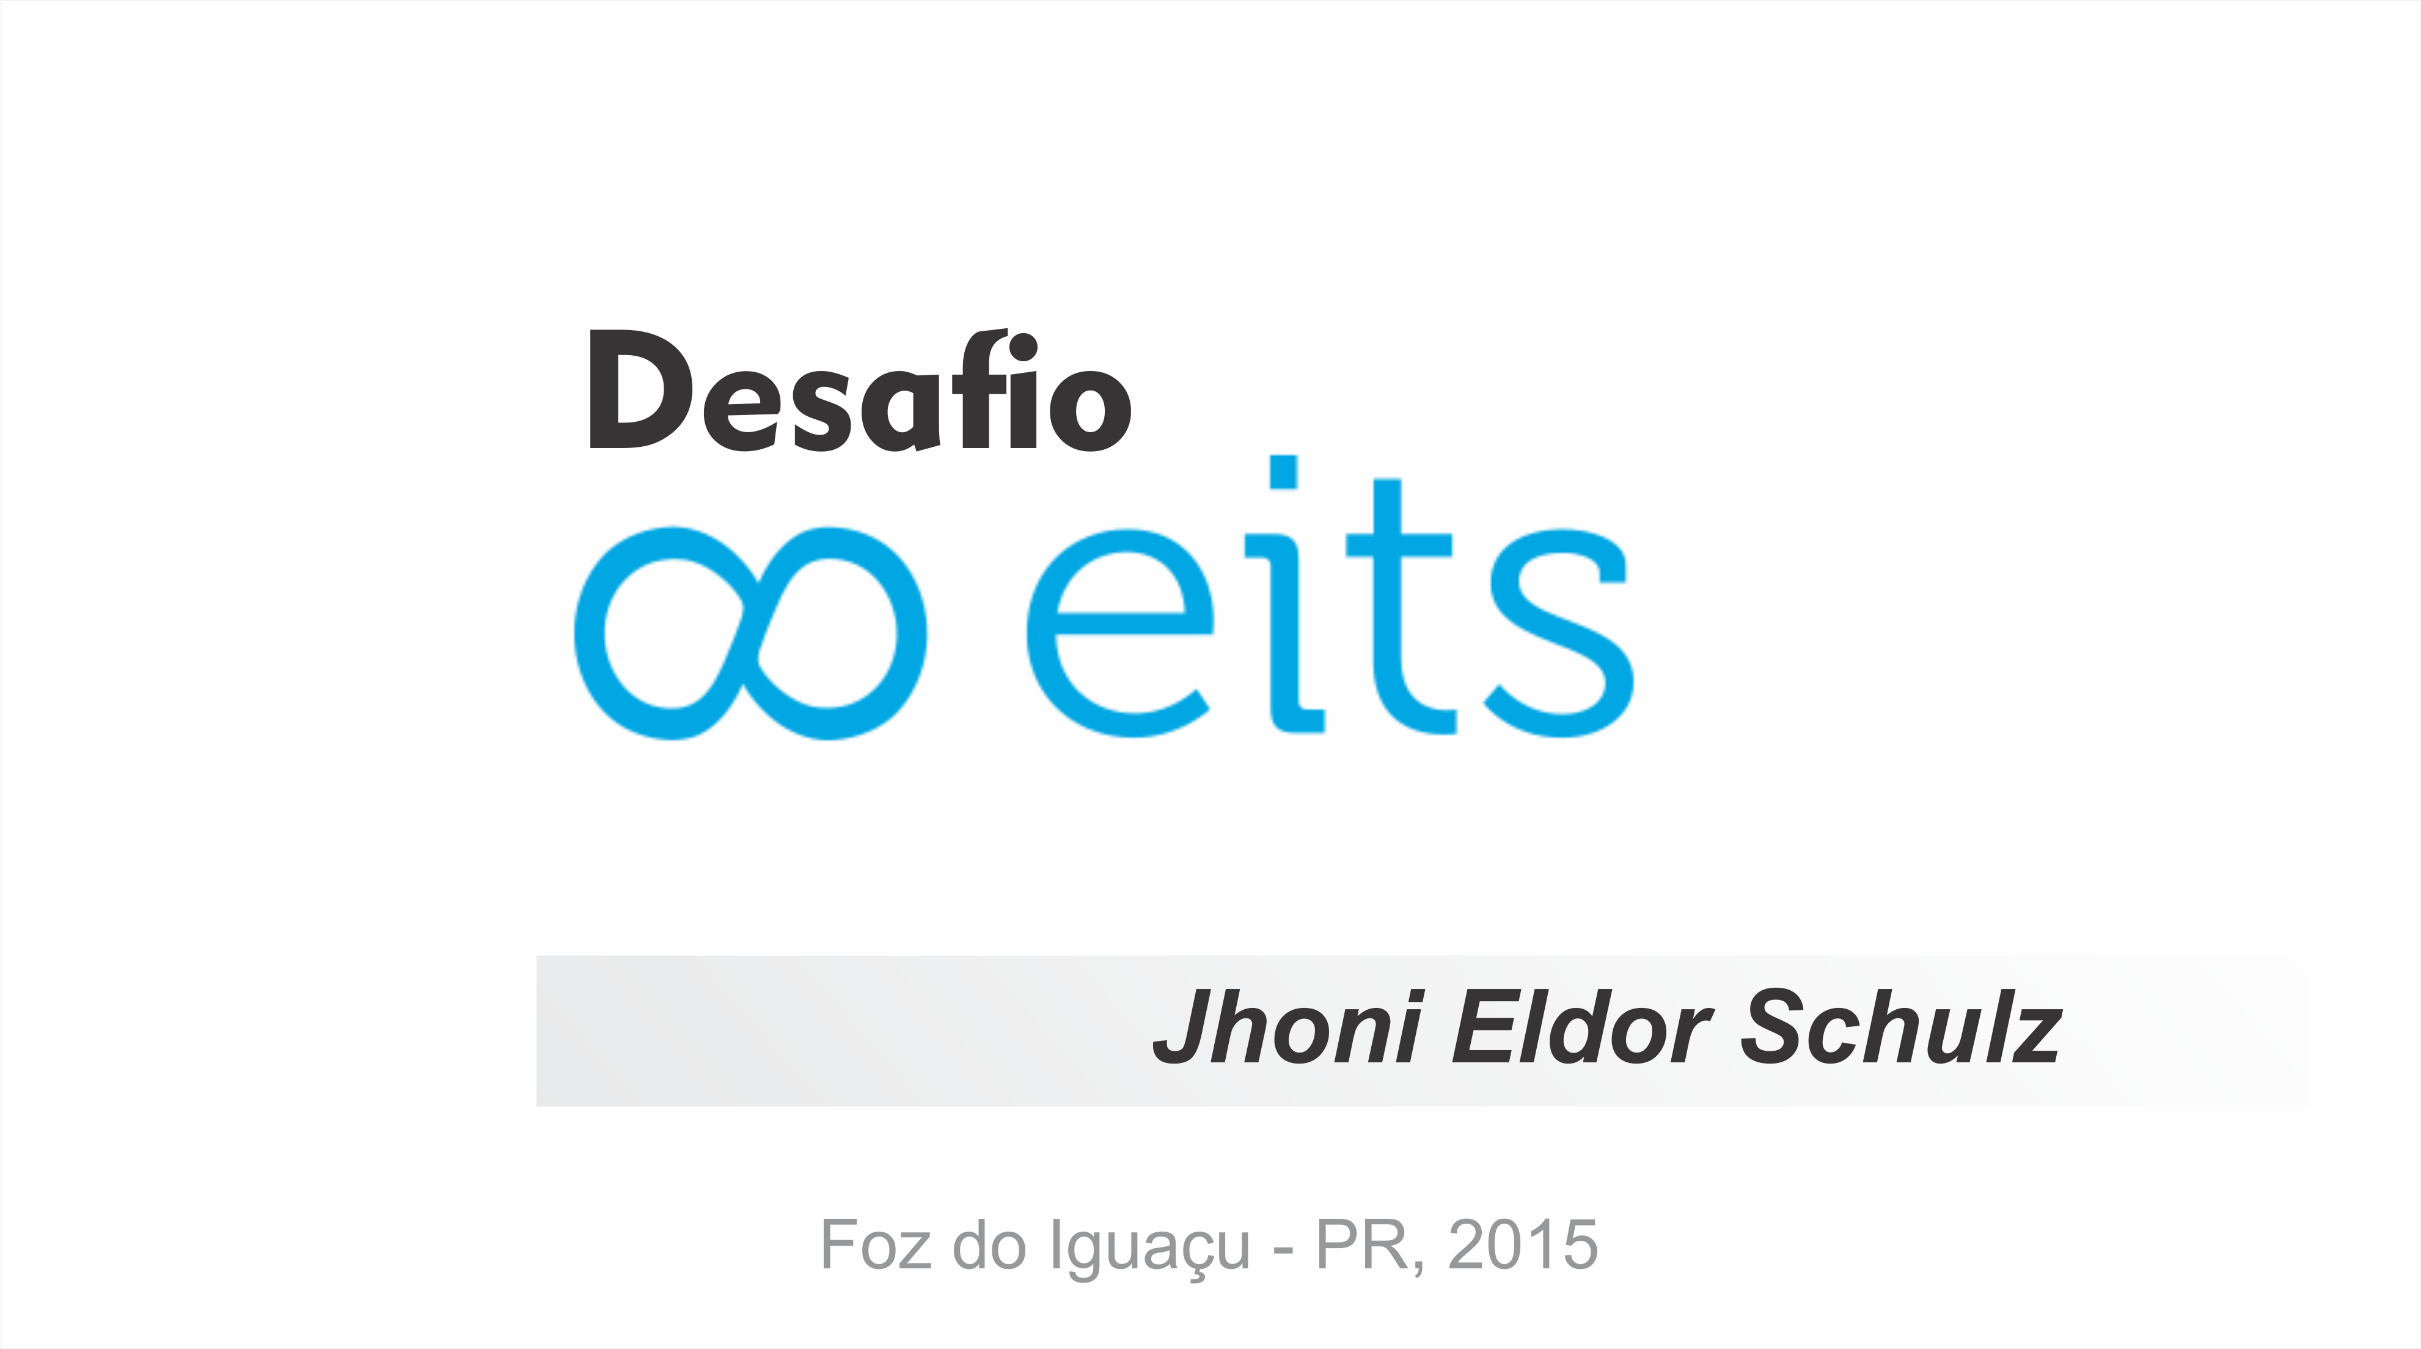 Desafio
eits
Jhoni Eldor Schulz
Foz do Iguaçu - PR, 2015